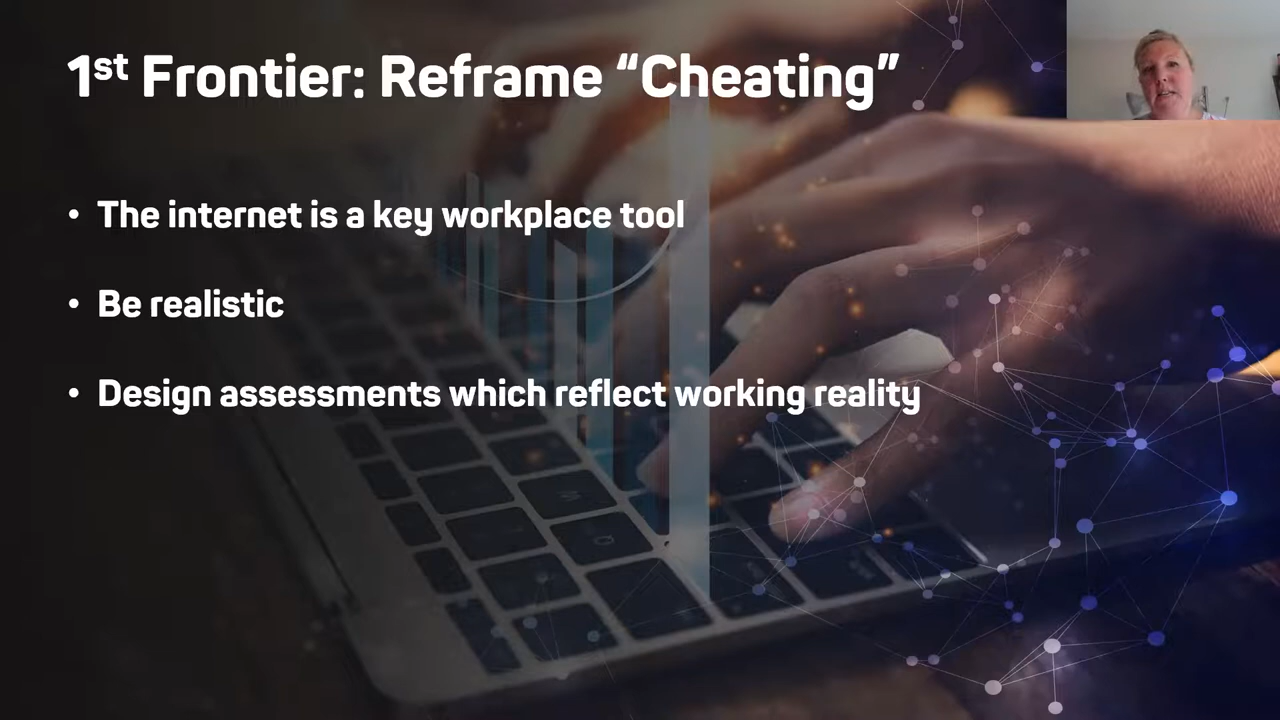 1st Frontier: Reframe “Cheating”
• The internet is a key workplace tool
• Be realistic
• Design assessments which reflect working reality